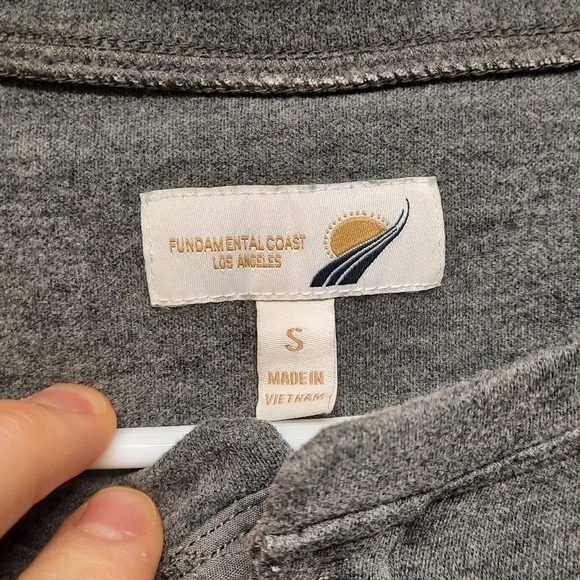 FUNDAMENTAL COAST
LOS ANGELES
S
MADE IN
VIETNAM